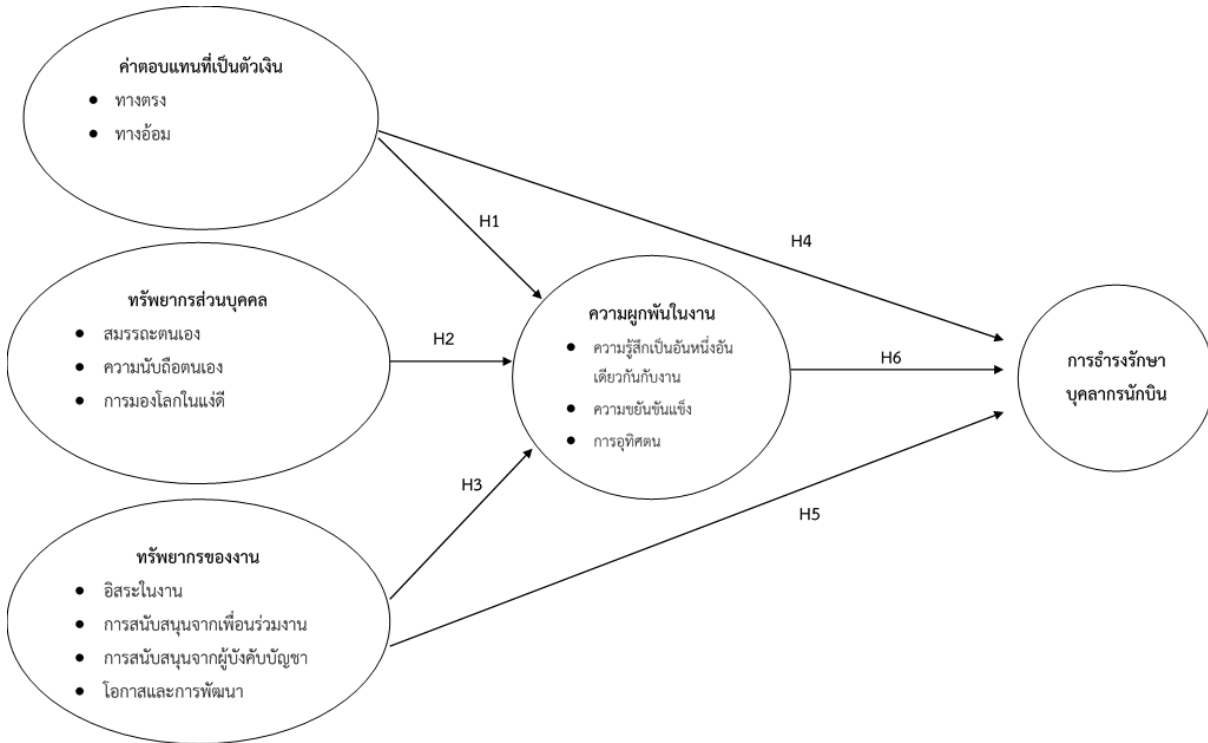 ค่าตอบแทนที่เป็นตัวเงิน
● ทางตรง
● ทางอ้อม
H1
H4
ทรัพยากรส่วนบุคคล
● สมรรถะตนเอง
● ความนับถือตนเอง
● การมองโลกในแง่ดี
H2
ความผูกพันในงาน
● ความรู้สึกเป็นอันหนึ่งอัน
เดียวกันกับงาน
● ความขยันขันแข็ง
● การอุทิศตน
H6
การธำรงรักษา
บุคลากรนักบิน
H3
H5
ทรัพยากรของงาน
● อิสระในงาน
● การสนับสนุนจากเพื่อนร่วมงาน
● การสนับสนุนจากผู้บังคับบัญชา
● โอกาสและการพัฒนา